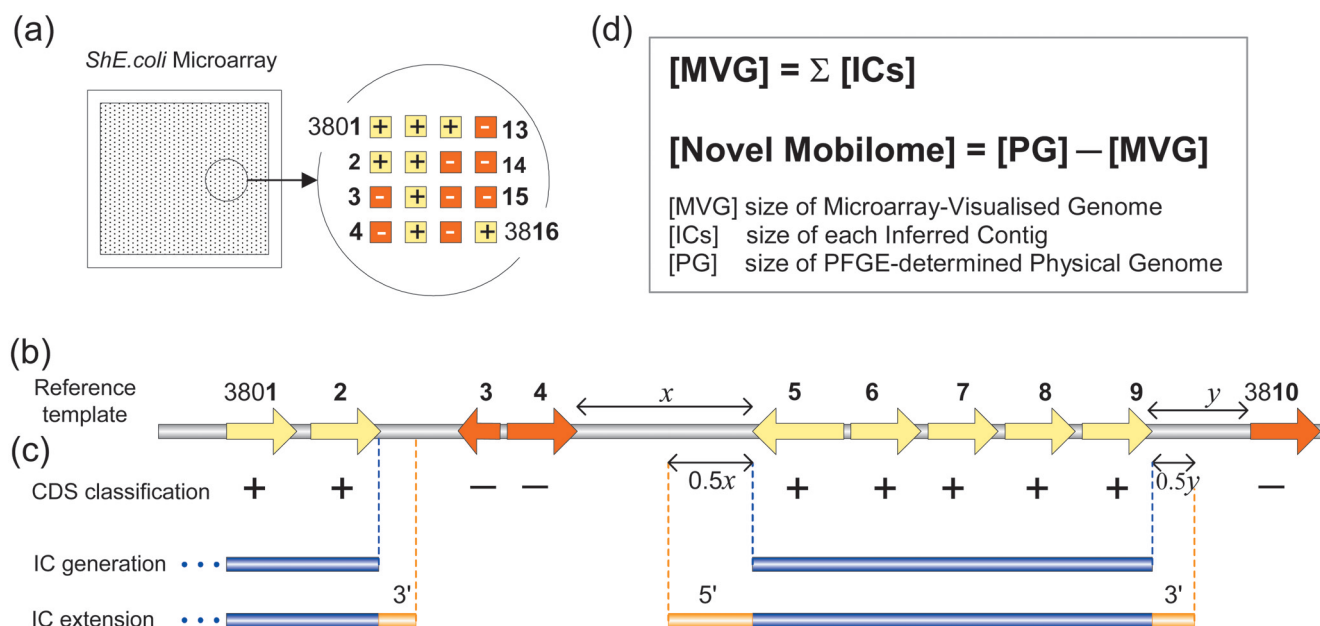 (a)
ShE.coli Microarray
3801 + + + - 13
2 + + - - 14
3 - + - - 15
4 - + - + 3816
(d)
[MVG] = Σ [ICs]
[Novel Mobilome] = [PG] — [MVG]
[MVG] size of Microarray-Visualised Genome
[ICs] size of each Inferred Contig
[PG] size of PFGE-determined Physical Genome
(b)
Reference
template
3801 2 3 4 x 5 6 7 8 9 y 3810
(c)
CDS classification
+ + − − 0.5x + + + + + 0.5y −
IC generation
3' 5' 3'
IC extension